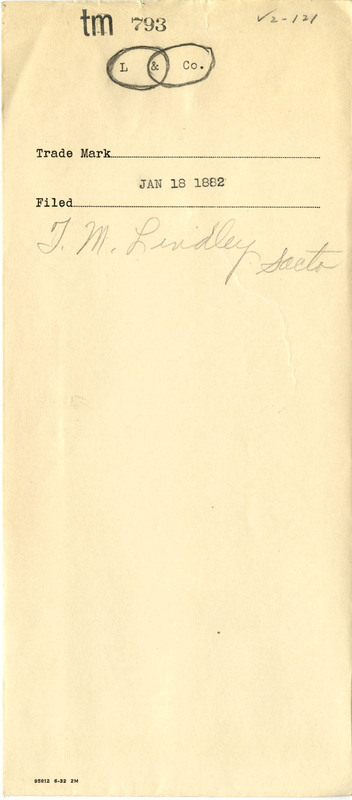 tm 793 V2-121
L & Co.
Trade Mark
JAN 18 1882
Filed
T. M. Lindley
Sacto
95812 6-32 2M